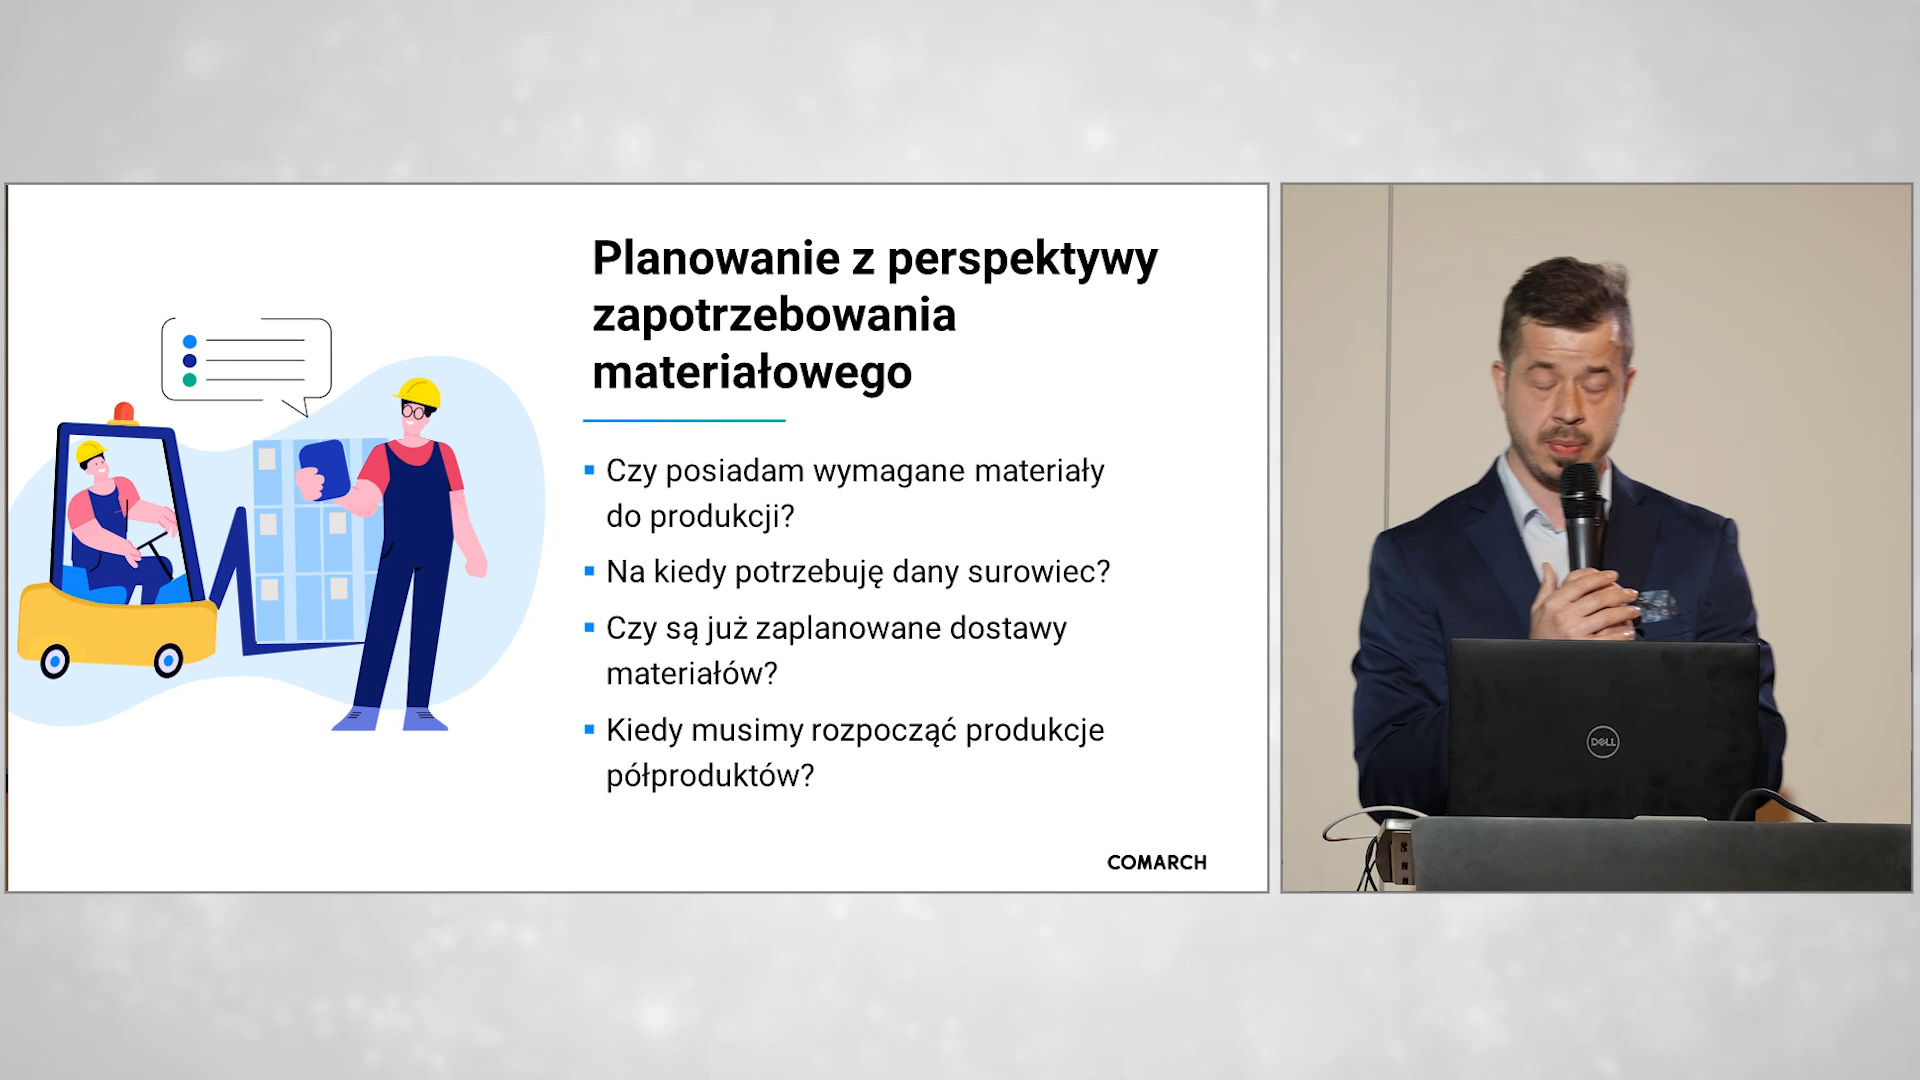 Planowanie z perspektywy
zapotrzebowania
materiałowego
Czy posiadam wymagane materiały
do produkcji?
Na kiedy potrzebuję dany surowiec?
Czy są już zaplanowane dostawy
materiałów?
Kiedy musimy rozpocząć produkcje
półproduktów?
COMARCH
DELL